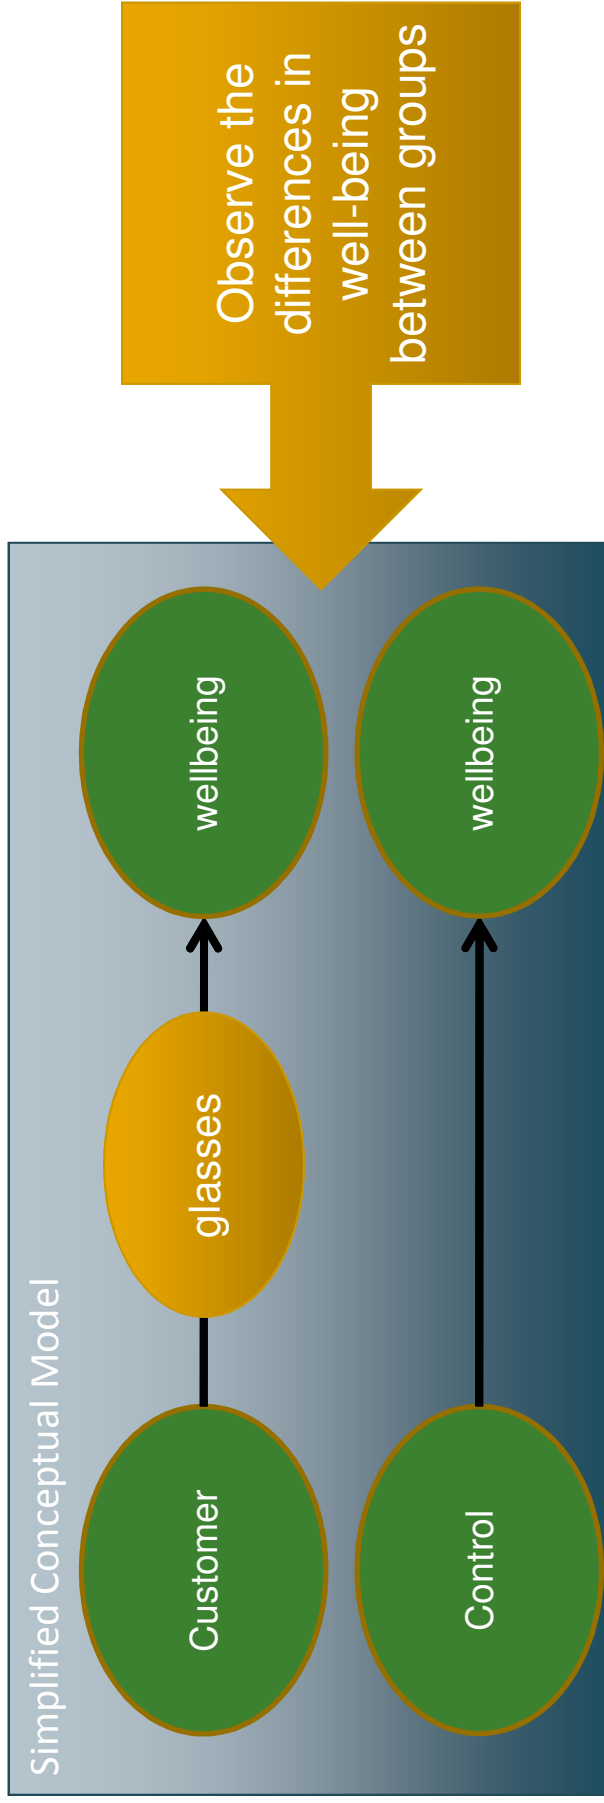 Simplified Conceptual Model
Customer
glasses
wellbeing
Control
wellbeing
Observe the
differences in
well-being
between groups